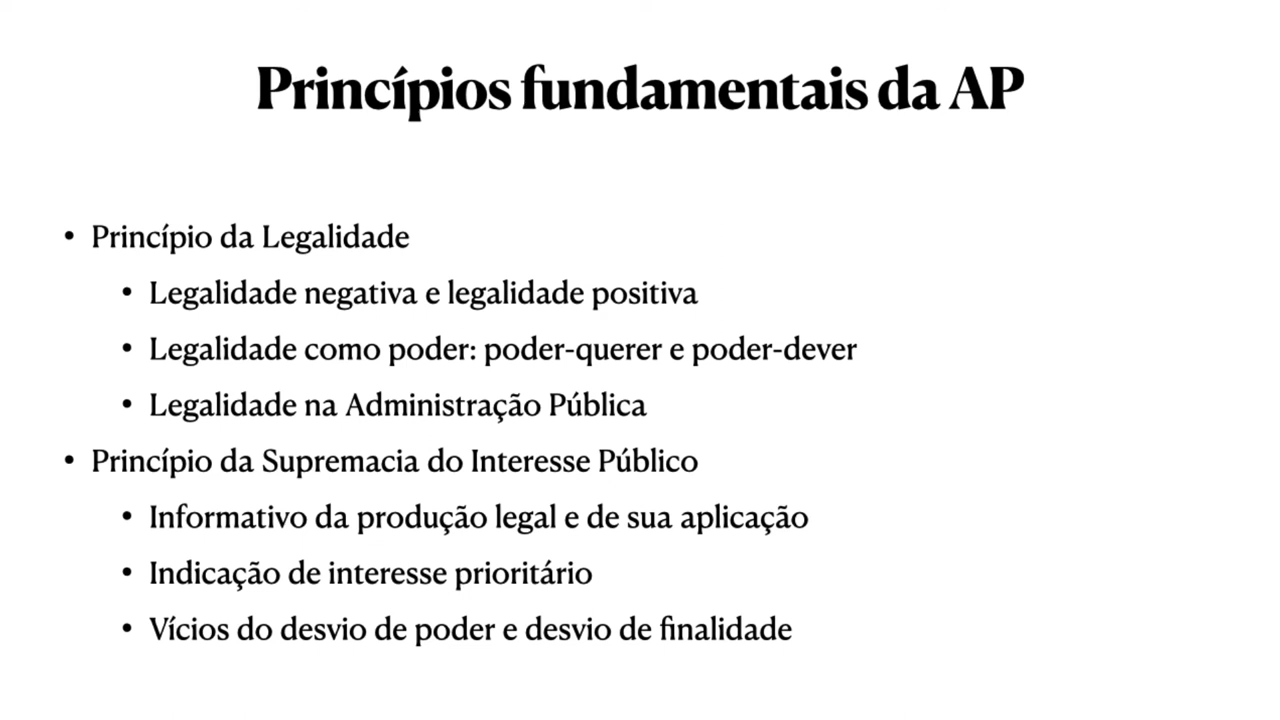 Princípios fundamentais da AP
• Princípio da Legalidade
• Legalidade negativa e legalidade positiva
• Legalidade como poder: poder-querer e poder-dever
• Legalidade na Administração Pública
• Princípio da Supremacia do Interesse Público
• Informativo da produção legal e de sua aplicação
• Indicação de interesse prioritário
• Vícios do desvio de poder e desvio de finalidade